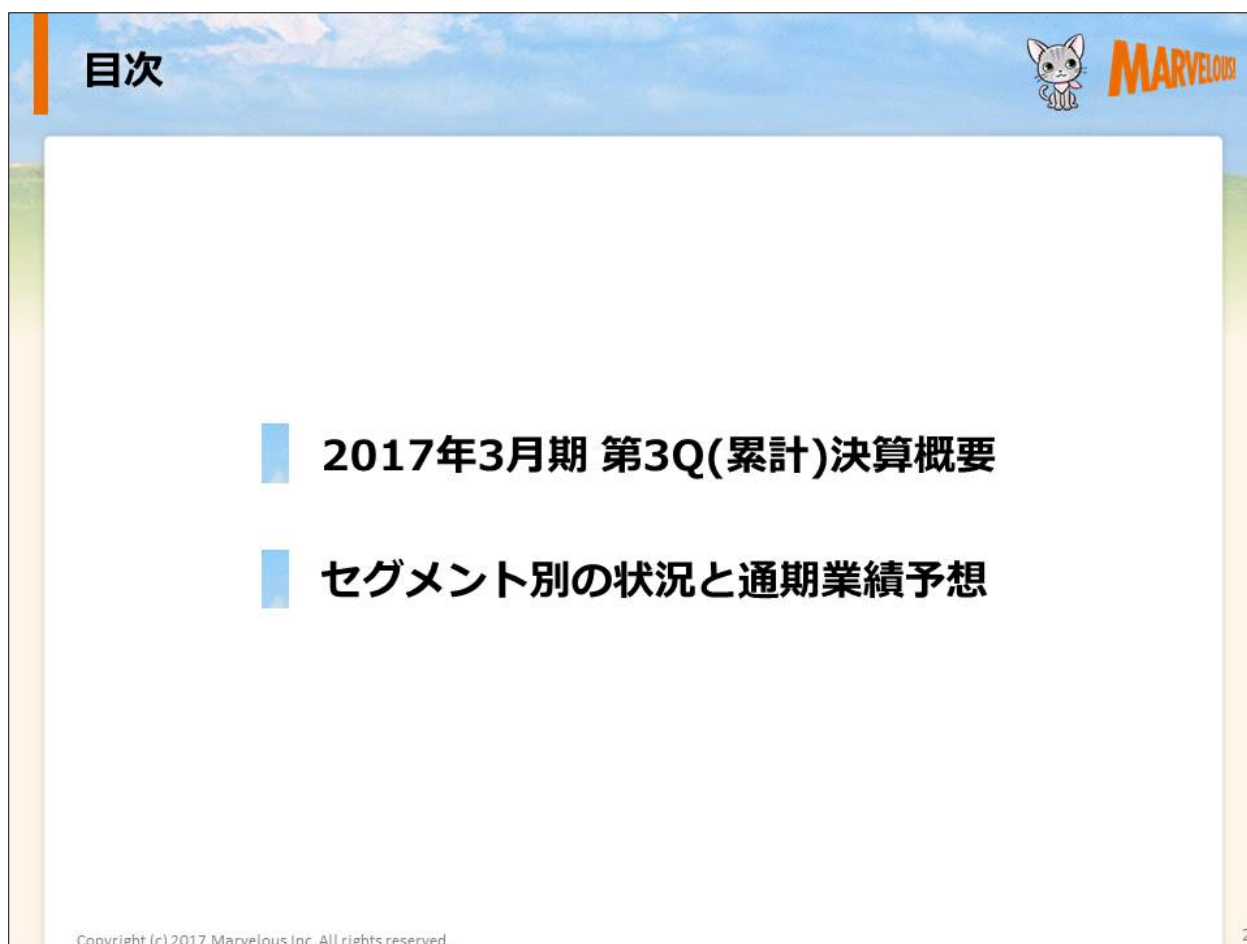 目次
MARVELOUS!
2017年3月期 第3Q(累計)決算概要
セグメント別の状況と通期業績予想
Copyright (c) 2017 Marvelous Inc. All rights reserved
2